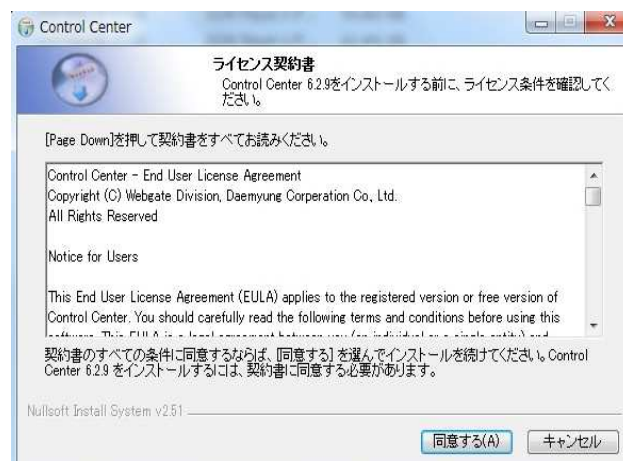 Control Center
ライセンス契約書
Control Center 6.2.9をインストールする前に、ライセンス条件を確認してく
ださい。
[Page Down]を押して契約書をすべてお読みください。
Control Center - End User License Agreement
Copyright (C) Webgate Division, Daemyung Corperation Co,. Ltd.
All Rights Reserved
Notice for Users
This End User License Agreement (EULA) applies to the registered version or free version of
Control Center. You should carefully read the following terms and conditions before using this
契約書のすべての条件に同意するならば、[同意する] を選んでインストールを続けてください。Control
Center 6.2.9 をインストールするには、契約書に同意する必要があります。
Nullsoft Install System v2.51
同意する(A)
キャンセル